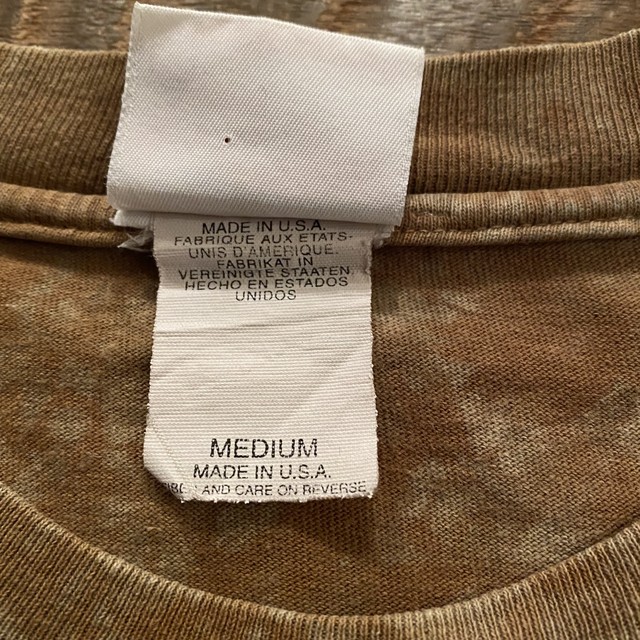 MADE IN U.S.A.
FABRIQUE AUX ETATS-
UNIS D'AMERIQUE.
FABRIKAT IN
VEREINIGTE STAATEN.
HECHO EN ESTADOS
UNIDOS
MEDIUM
MADE IN U.S.A.
AND CARE ON REVERSE